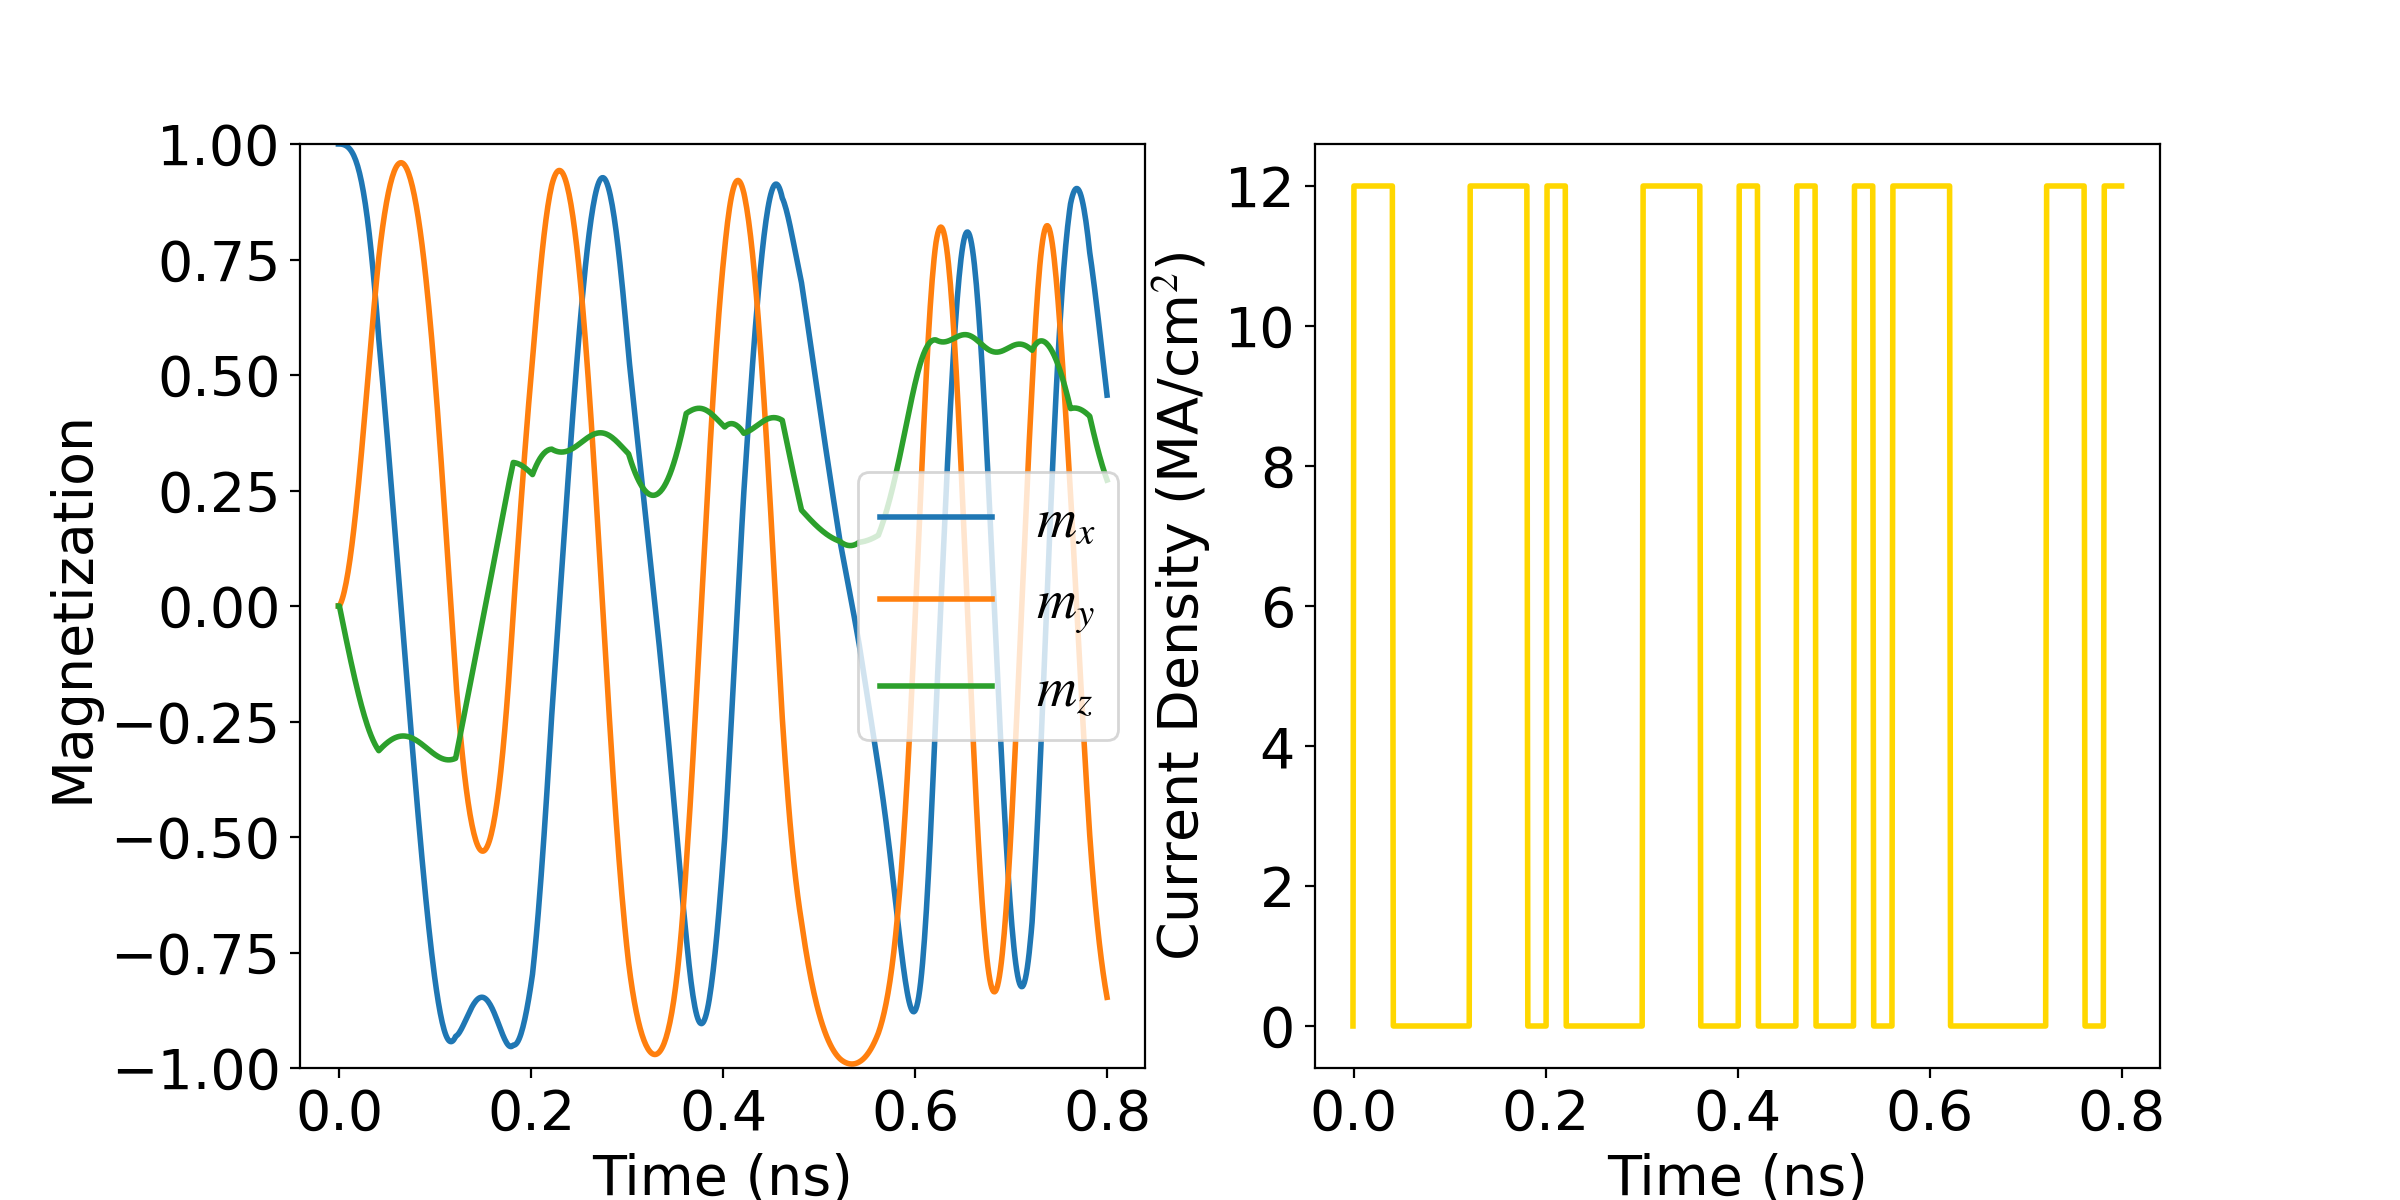 1.00
0.75
0.50
0.25
0.00
−0.25
−0.50
−0.75
−1.00
Magnetization
0.0 0.2 0.4 0.6 0.8
Time (ns)
m_x
m_y
m_z
12
10
8
6
4
2
0
Current Density (MA/cm²)
0.0 0.2 0.4 0.6 0.8
Time (ns)